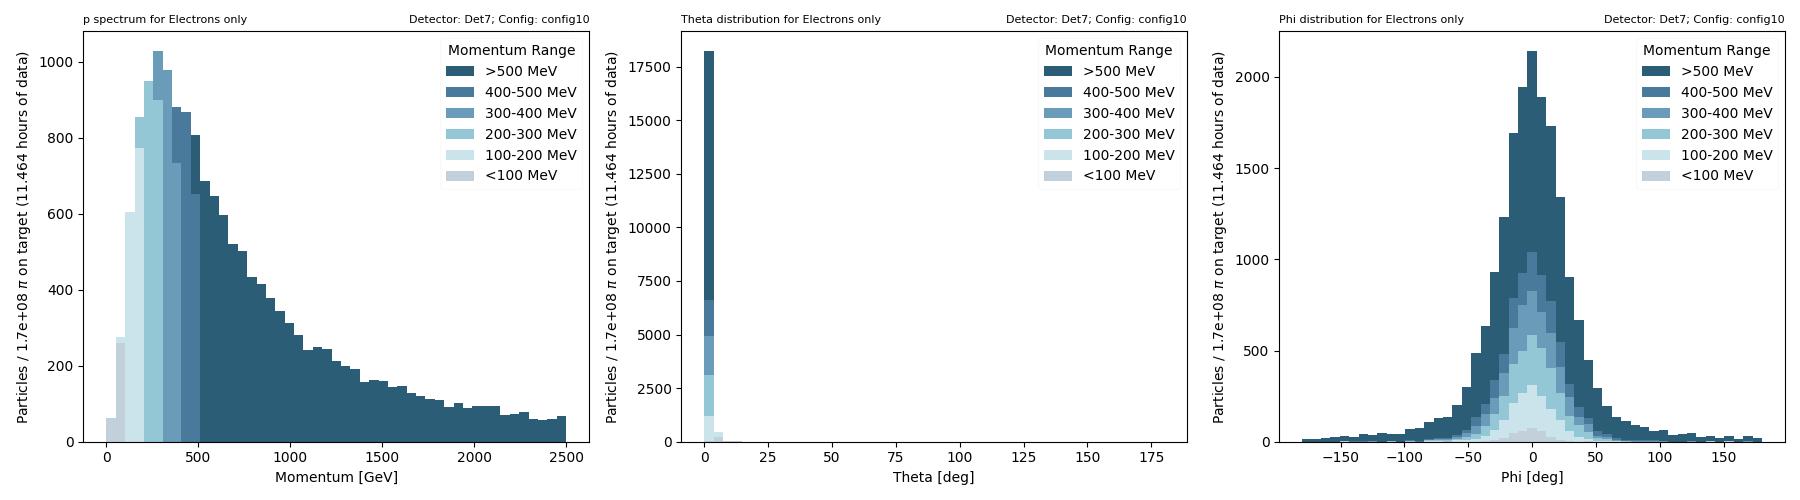 p spectrum for Electrons only
Detector: Det7; Config: config10
Particles / 1.7e+08 π on target (11.464 hours of data)
1000
800
600
400
200
0
Momentum Range
>500 MeV
400-500 MeV
300-400 MeV
200-300 MeV
100-200 MeV
<100 MeV
0 500 1000 1500 2000 2500
Momentum [GeV]
Theta distribution for Electrons only
Detector: Det7; Config: config10
Particles / 1.7e+08 π on target (11.464 hours of data)
17500
15000
12500
10000
7500
5000
2500
0
Momentum Range
>500 MeV
400-500 MeV
300-400 MeV
200-300 MeV
100-200 MeV
<100 MeV
0 25 50 75 100 125 150 175
Theta [deg]
Phi distribution for Electrons only
Detector: Det7; Config: config10
Particles / 1.7e+08 π on target (11.464 hours of data)
2000
1500
1000
500
0
Momentum Range
>500 MeV
400-500 MeV
300-400 MeV
200-300 MeV
100-200 MeV
<100 MeV
−150 −100 −50 0 50 100 150
Phi [deg]